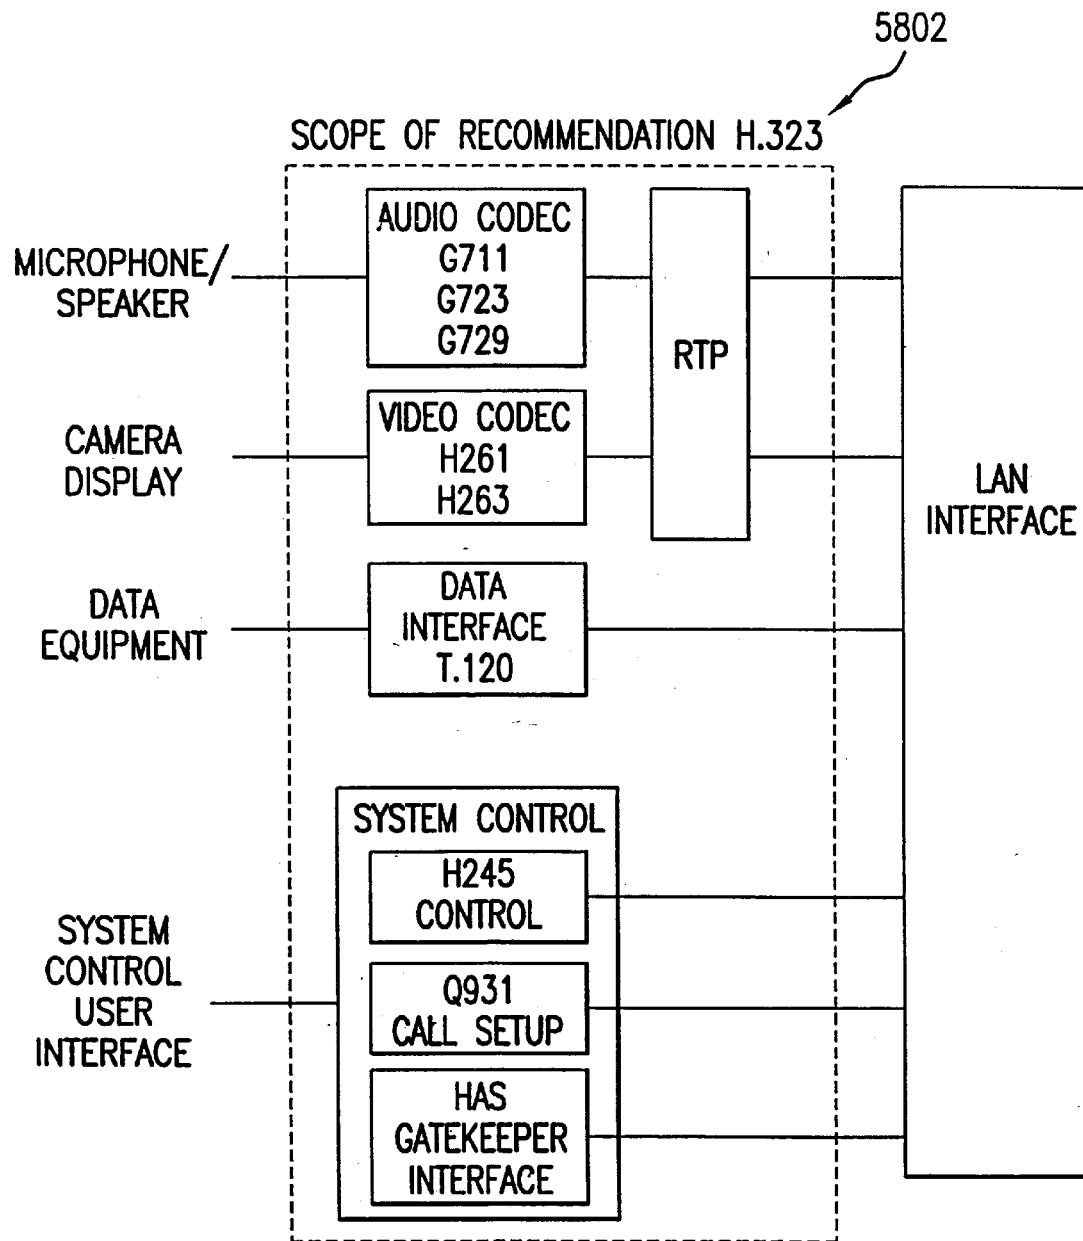 5802
SCOPE OF RECOMMENDATION H.323
MICROPHONE/
SPEAKER
AUDIO CODEC
G711
G723
G729
RTP
CAMERA
DISPLAY
VIDEO CODEC
H261
H263
LAN
INTERFACE
DATA
EQUIPMENT
DATA
INTERFACE
T.120
SYSTEM CONTROL
H245
CONTROL
SYSTEM
CONTROL
USER
INTERFACE
Q931
CALL SETUP
HAS
GATEKEEPER
INTERFACE